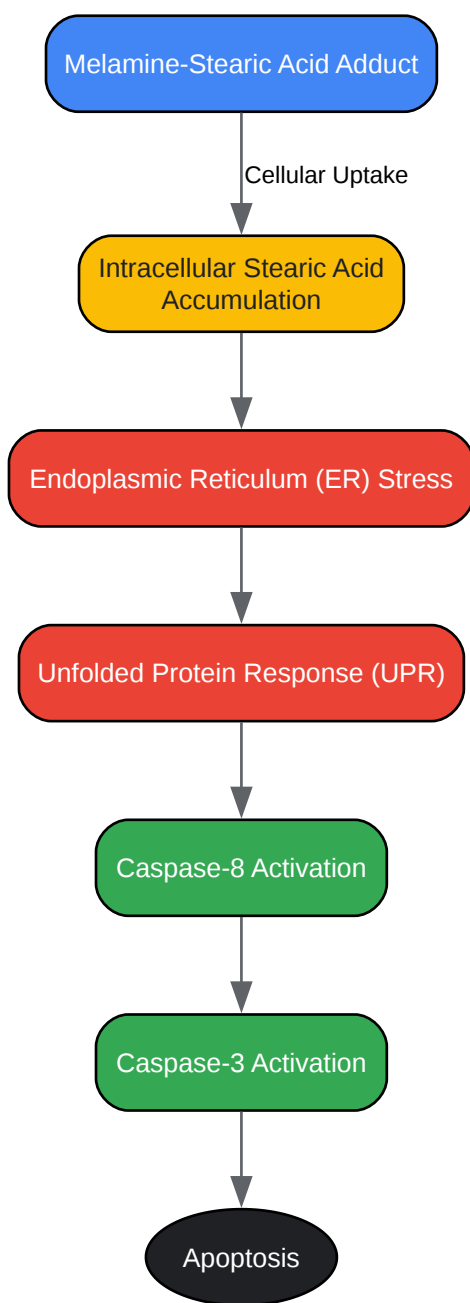 Melamine-Stearic Acid Adduct
Cellular Uptake
Intracellular Stearic Acid
Accumulation
Endoplasmic Reticulum (ER) Stress
Unfolded Protein Response (UPR)
Caspase-8 Activation
Caspase-3 Activation
Apoptosis